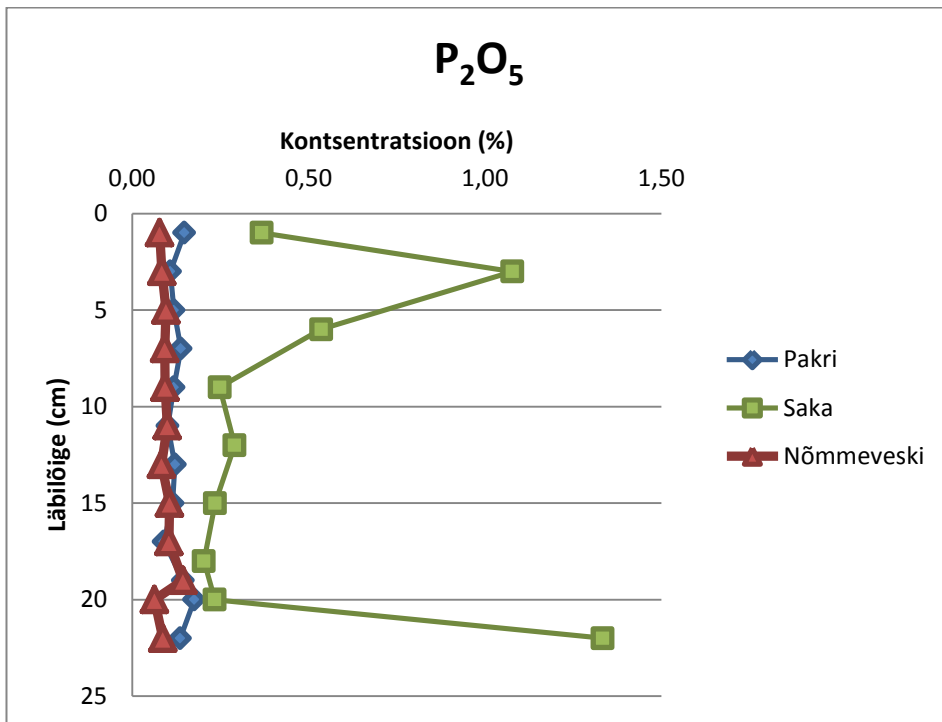 P₂O₅
Kontsentratsioon (%)
0,00 0,50 1,00 1,50
0
5
10
15
20
25
Läbilõige (cm)
Pakri
Saka
Nõmmeveski